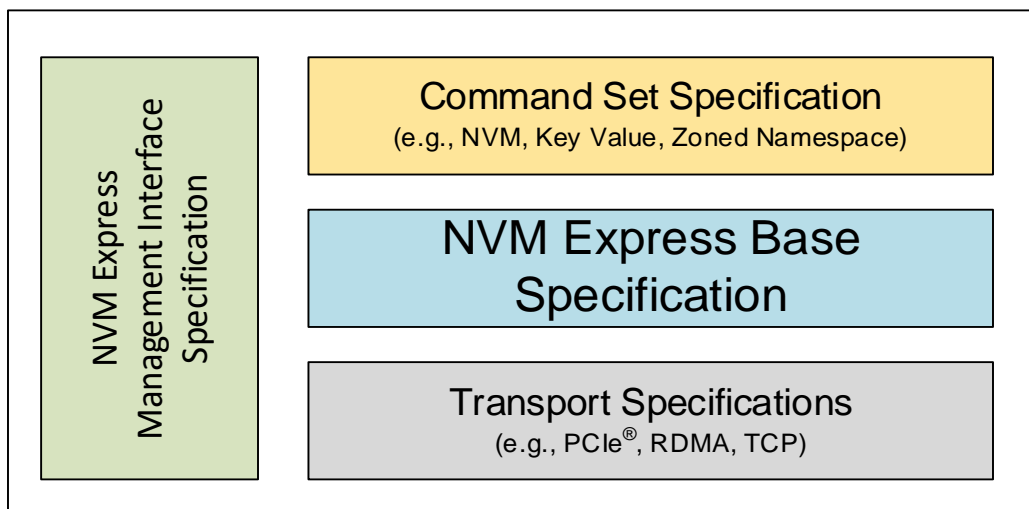 NVM Express
Management Interface
Specification
Command Set Specification
(e.g., NVM, Key Value, Zoned Namespace)
NVM Express Base
Specification
Transport Specifications
(e.g., PCIe®, RDMA, TCP)